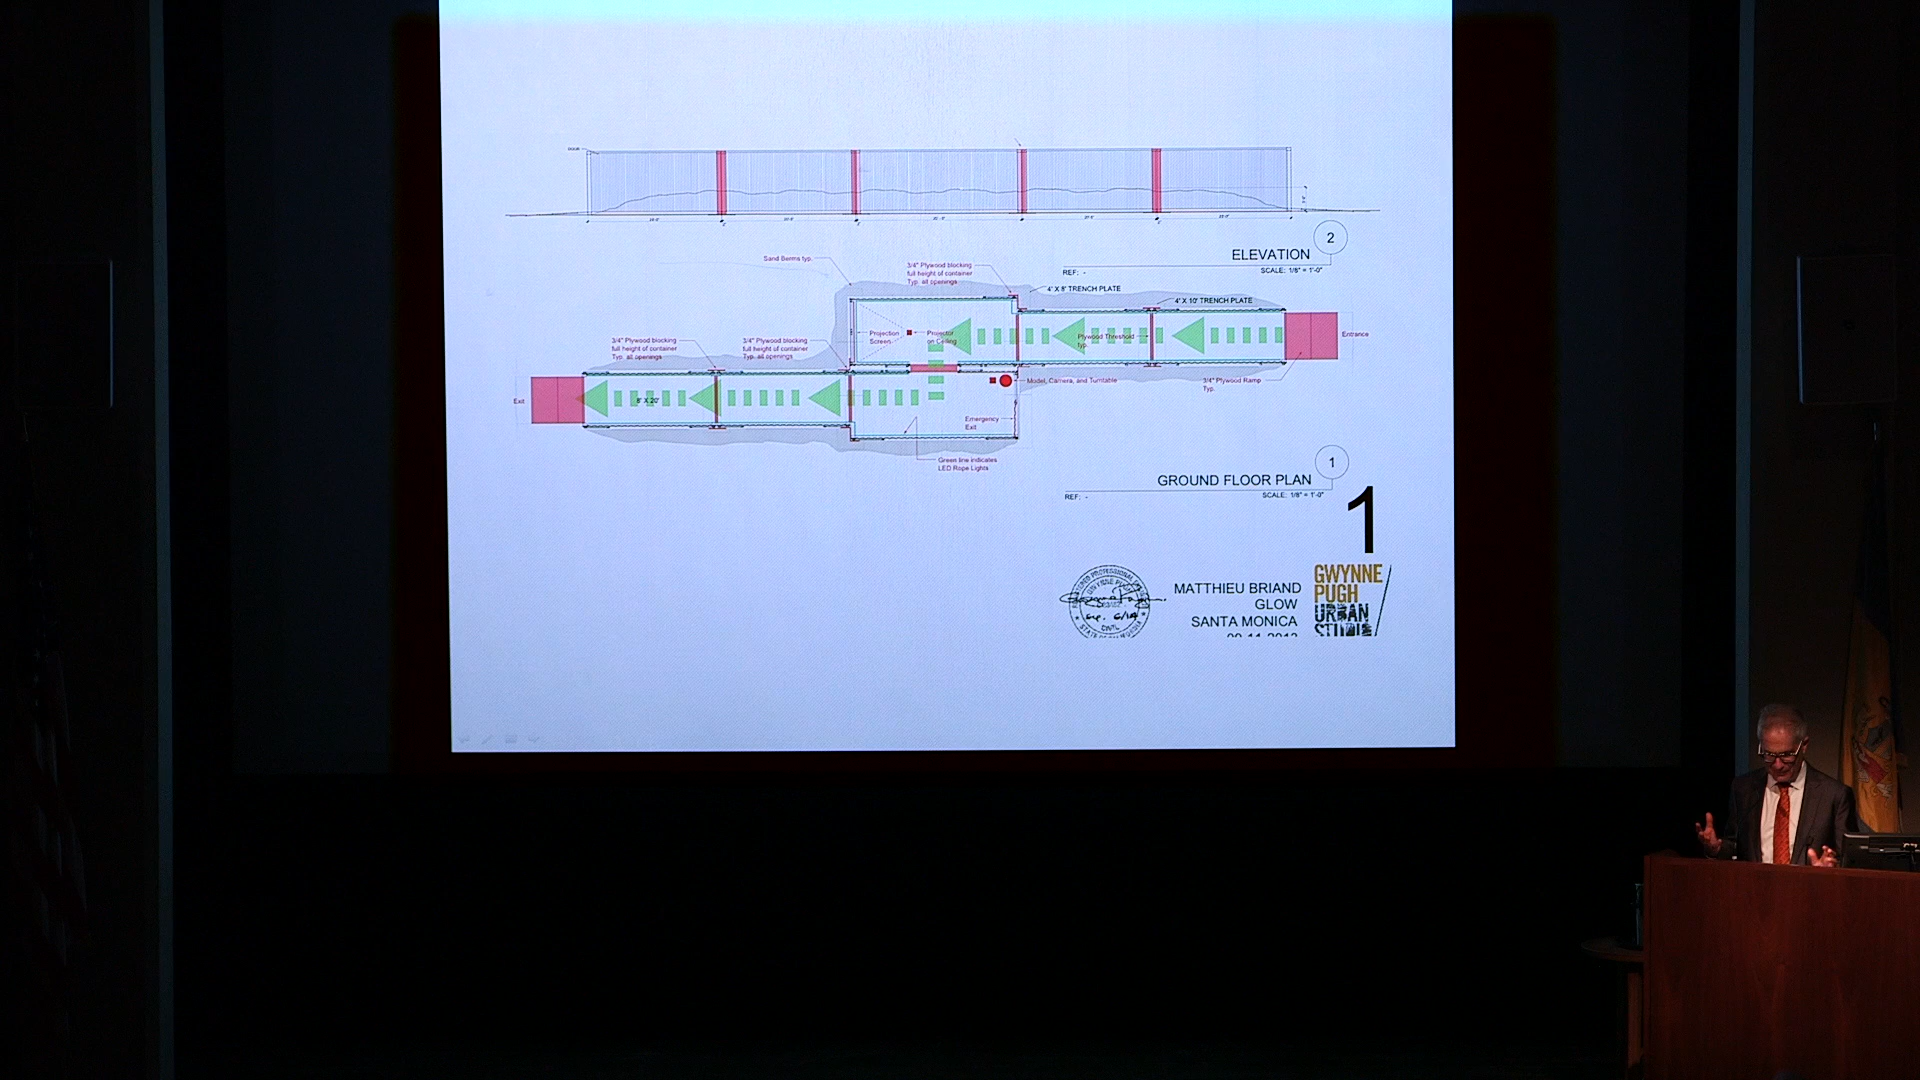 DOOR
2
ELEVATION
REF: -
SCALE: 1/8" = 1'-0"
Sand Berms typ.
3/4" Plywood blocking
full height of container
Typ. all openings
4' X 8' TRENCH PLATE
4' X 10' TRENCH PLATE
Projection
Screen
Projector
on Ceiling
Plywood Threshold
typ.
Entrance
3/4" Plywood blocking
full height of container
Typ. all openings
3/4" Plywood blocking
full height of container
Typ. all openings
Model, Camera, and Turntable
3/4" Plywood Ramp
Typ.
Exit
8' X 20'
Emergency
Exit
Green line indicates
LED Rope Lights
1
GROUND FLOOR PLAN
REF: -
SCALE: 1/8" = 1'-0"
1
MATTHIEU BRIAND
GLOW
SANTA MONICA
GWYNNE
PUGH
URBAN
STUDIO